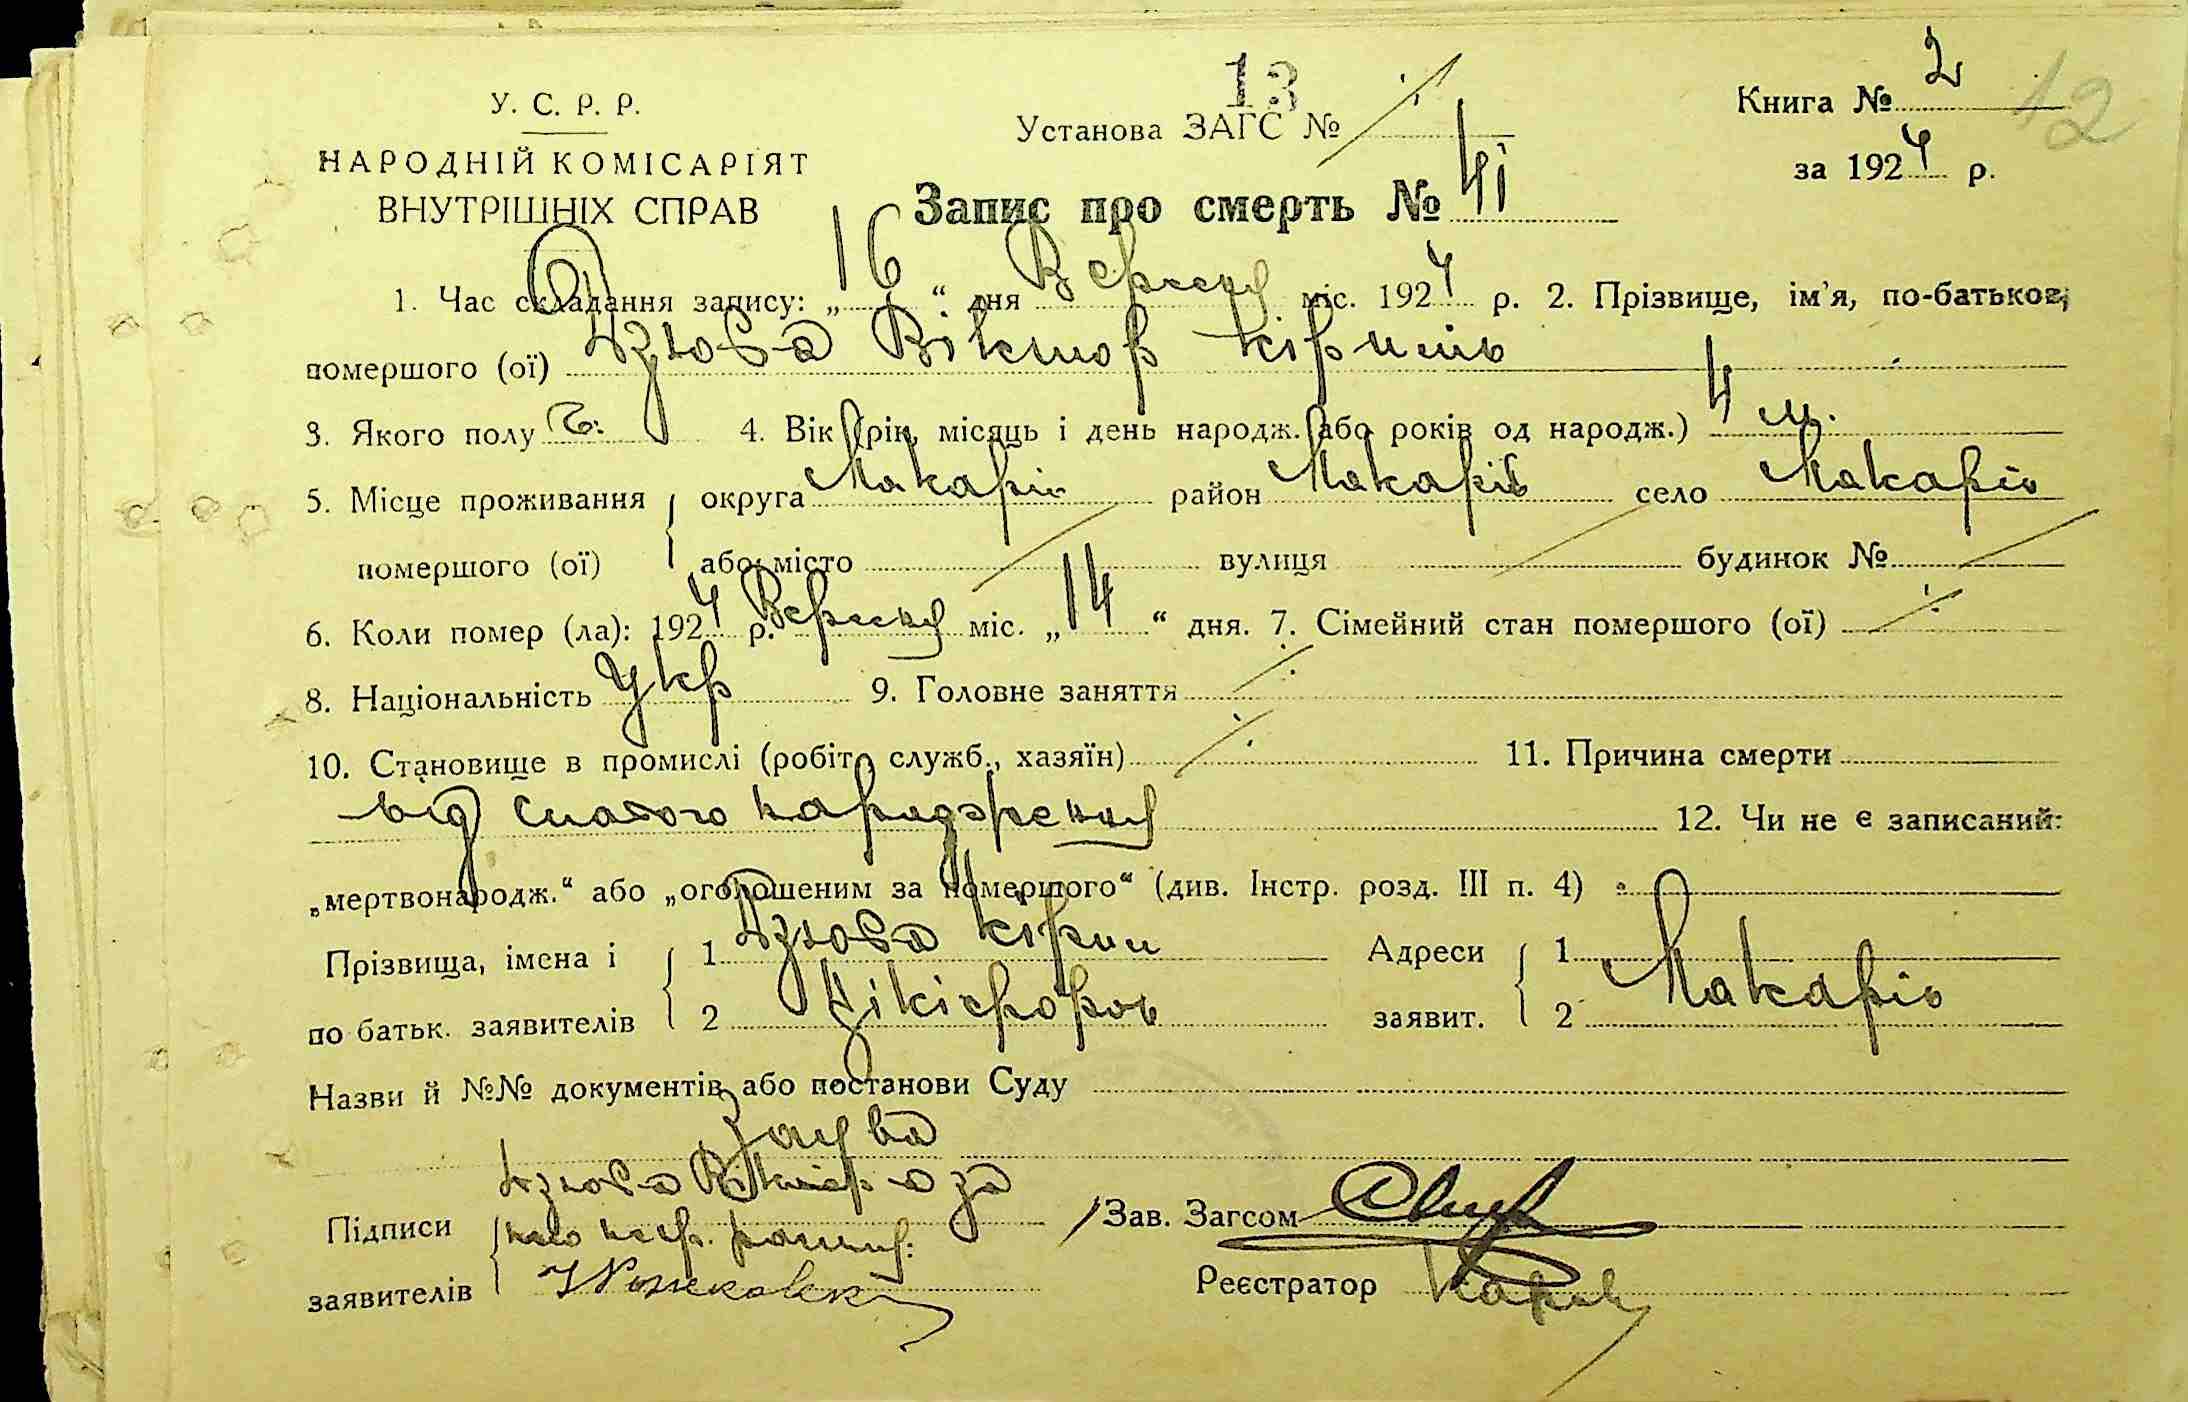 У. С. Р. Р.
НАРОДНІЙ КОМІСАРІЯТ
ВНУТРІШНІХ СПРАВ
13
Установа ЗАГС №
Книга № 2
12
за 1924 р.
Запис про смерть № 41
1. Час складання запису: „16“ дня Вересня міс. 1924 р. 2. Прізвище, ім’я, по-батькові
помершого (ої) Дзюба Віктор
3. Якого полу ч. 4. Вік (рік, місяць і день народж. або років од народж.) 4 м.
5. Місце проживання округа Макарів район Макарів село Макарів
помершого (ої) або місто вулиця будинок №
6. Коли помер (ла): 1924 р. Вересня міс. „14“ дня. 7. Сімейний стан помершого (ої)
8. Національність укр 9. Головне заняття
10. Становище в промислі (робітн., служб., хазяїн) 11. Причина смерти
від слабого народження
12. Чи не є записаний:
„мертвонародж.“ або „оголошеним за помершого“ (див. Інстр. розд. III п. 4)
Прізвища, імена і 1 Дзюба Адреси 1
по батьк. заявителів 2 Нікіфоров заявит. 2 Макарів
Назви й №№ документів або постанови Суду
Заява
Дзюба а за
Підписи Зав. Загсом
заявителів Реєстратор